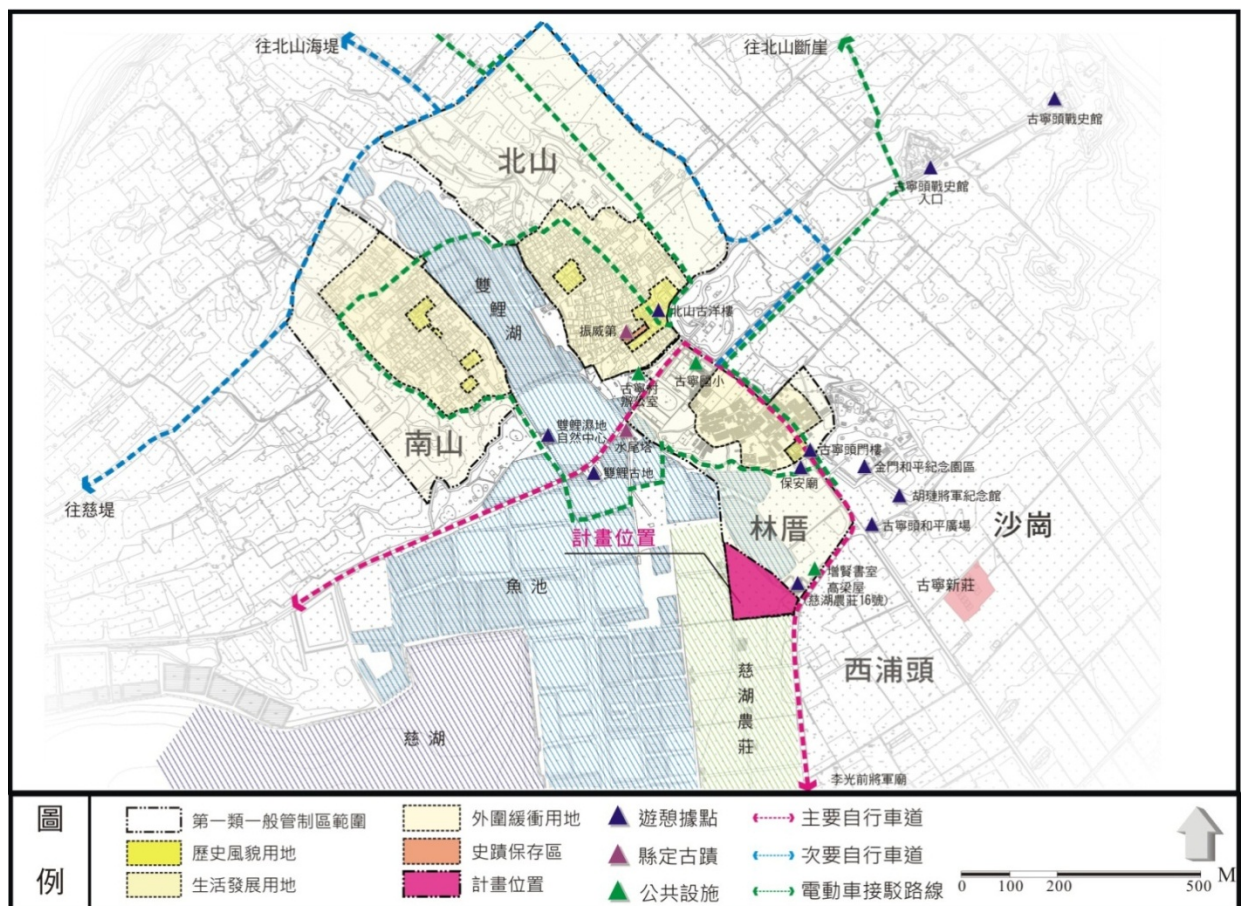 往北山海堤
往北山斷崖
古寧頭戰史館
古寧頭戰史館
入口
北山
雙鯉湖
北山古洋樓
振威第
古寧村
辦公室
古寧國小
南山
雙鯉濕地
自然中心
水尾塔
雙鯉古地
古寧頭門樓
保安廟
金門和平紀念園區
胡璉將軍紀念館
古寧頭和平廣場
往慈堤
林厝
沙崗
計畫位置
魚池
增賢書室
高梁屋
(慈湖農莊16號)
古寧新莊
西浦頭
慈湖農莊
慈湖
李光前將軍廟
圖例
第一類一般管制區範圍
歷史風貌用地
生活發展用地
外圍緩衝用地
史蹟保存區
計畫位置
遊憩據點
縣定古蹟
公共設施
主要自行車道
次要自行車道
電動車接駁路線
0 100 200 500 M